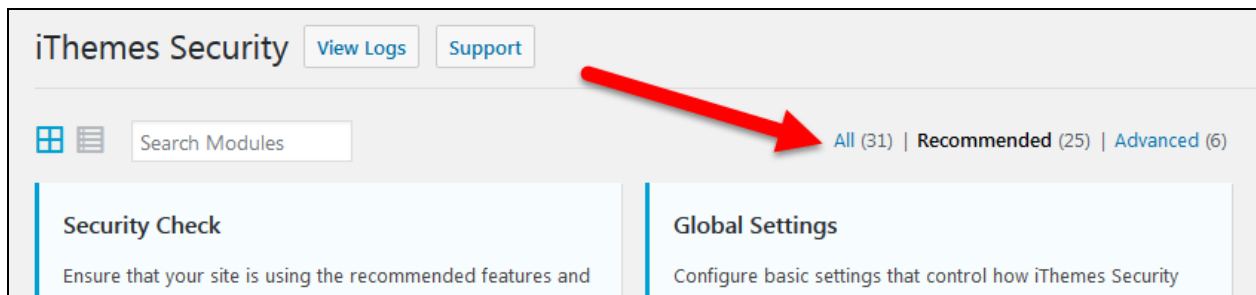 iThemes Security View Logs Support
Search Modules All (31) | Recommended (25) | Advanced (6)
Security Check
Ensure that your site is using the recommended features and
Global Settings
Configure basic settings that control how iThemes Security